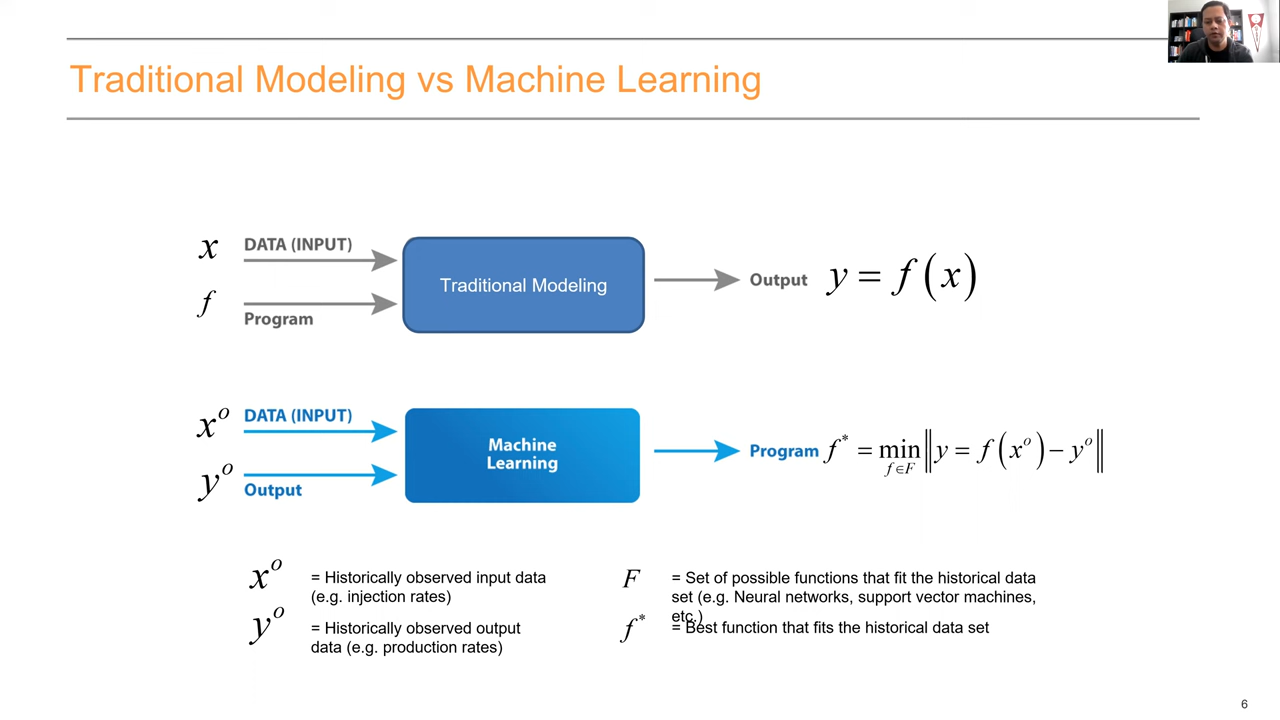 Traditional Modeling vs Machine Learning
x DATA (INPUT)
f Program
Traditional Modeling
Output y = f(x)
x^o DATA (INPUT)
y^o Output
Machine
Learning
Program f^* = min_{f∈F} ‖y = f(x^o) − y^o‖
x^o = Historically observed input data
(e.g. injection rates)
y^o = Historically observed output
data (e.g. production rates)
F = Set of possible functions that fit the historical data
set (e.g. Neural networks, support vector machines,
etc.)
f^* = Best function that fits the historical data set
6